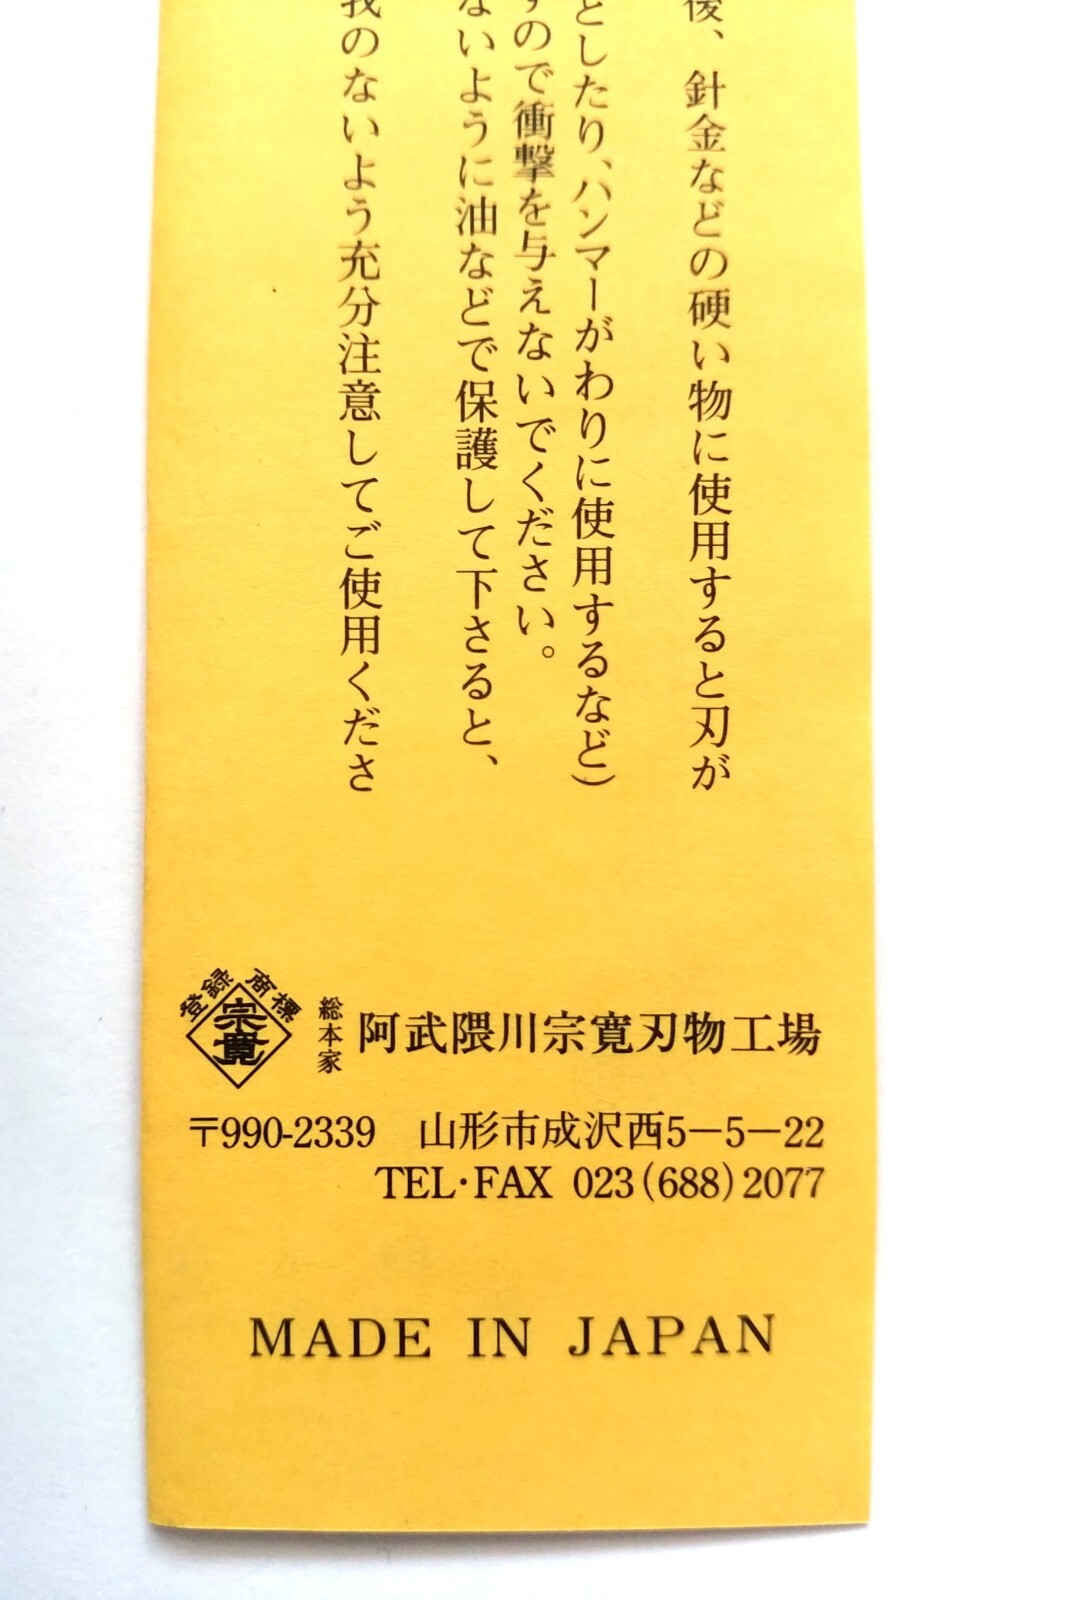 後、針金などの硬い物に使用すると刃が
としたり、ハンマーがわりに使用するなど)
すので衝撃を与えないでください。
ないように油などで保護して下さると、
我のないよう充分注意してご使用くださ
登録商標
宗寛
総本家 阿武隈川宗寛刃物工場
〒990-2339 山形市成沢西5-5-22
TEL・FAX 023(688)2077
MADE IN JAPAN